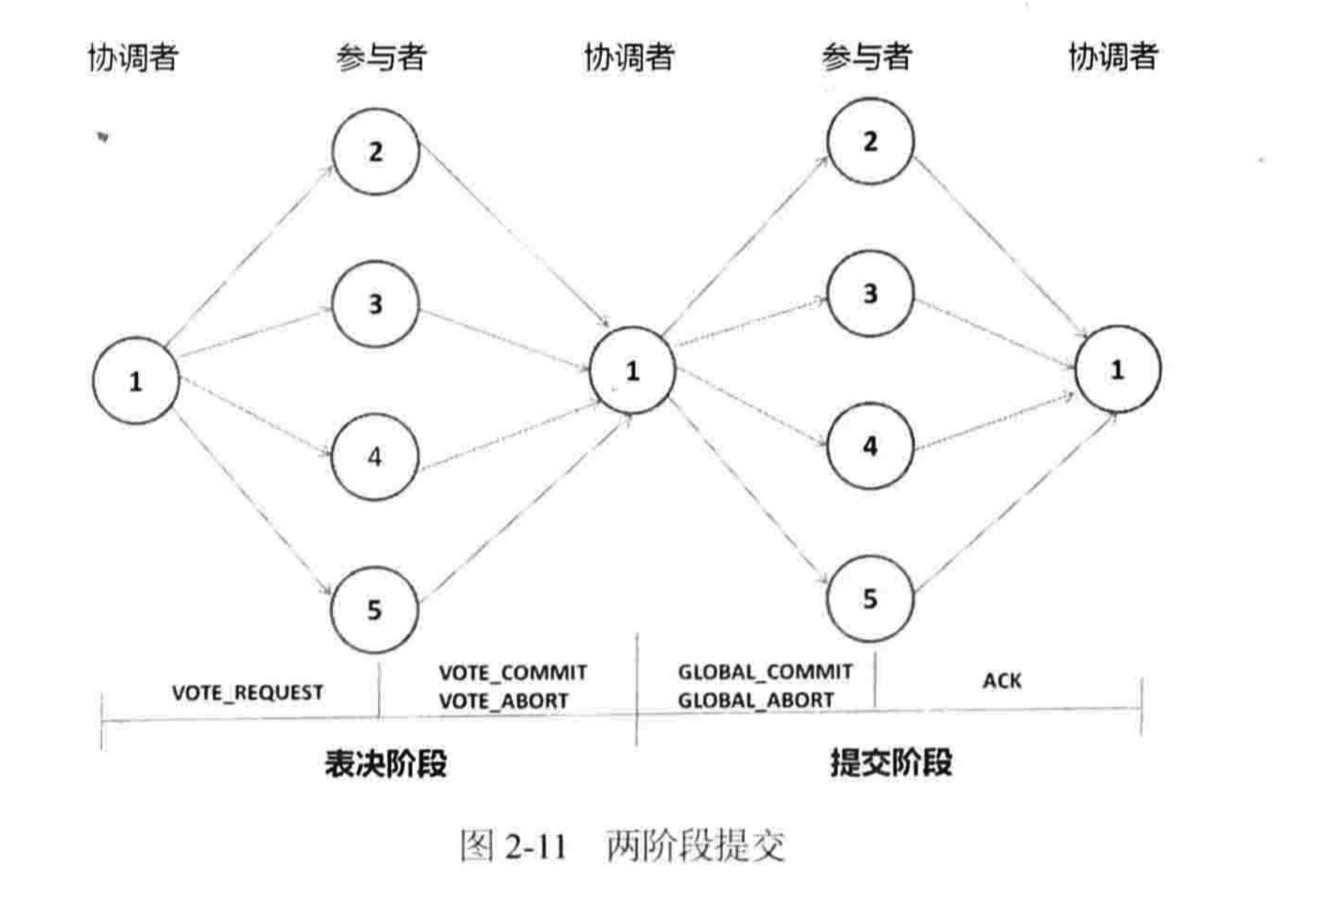 协调者 参与者 协调者 参与者 协调者
2 2
3 3
1 1 1
4 4
5 5
VOTE_REQUEST VOTE_COMMIT GLOBAL_COMMIT ACK
VOTE_ABORT GLOBAL_ABORT
表决阶段 提交阶段
图 2-11 两阶段提交